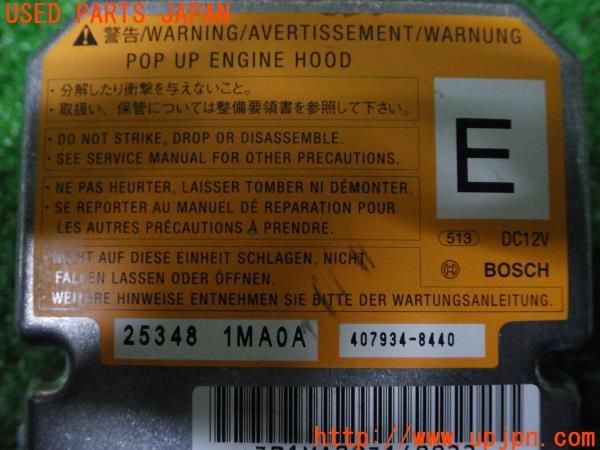 USED PARTS JAPAN
警告/WARNING/AVERTISSEMENT/WARNUNG
POP UP ENGINE HOOD
・分解したり衝撃を与えないこと。
・取扱い、保管については整備要領書を参照して下さい。
・DO NOT STRIKE, DROP OR DISASSEMBLE.
・SEE SERVICE MANUAL FOR OTHER PRECAUTIONS.
・NE PAS HEURTER, LAISSER TOMBER NI DÉMONTER.
・SE REPORTER AU MANUEL DE RÉPARATION POUR
LES AUTRES PRÉCAUTIONS À PRENDRE.
NICHT AUF DIESE EINHEIT SCHLAGEN, NICHT
FALLEN LASSEN ODER ÖFFNEN.
WEITERE HINWEISE ENTNEHMEN SIE BITTE DER WARTUNGSANLEITUNG.
E
513 DC12V
BOSCH
25348 1MA0A
407934-8440
http://www.upjpn.com/